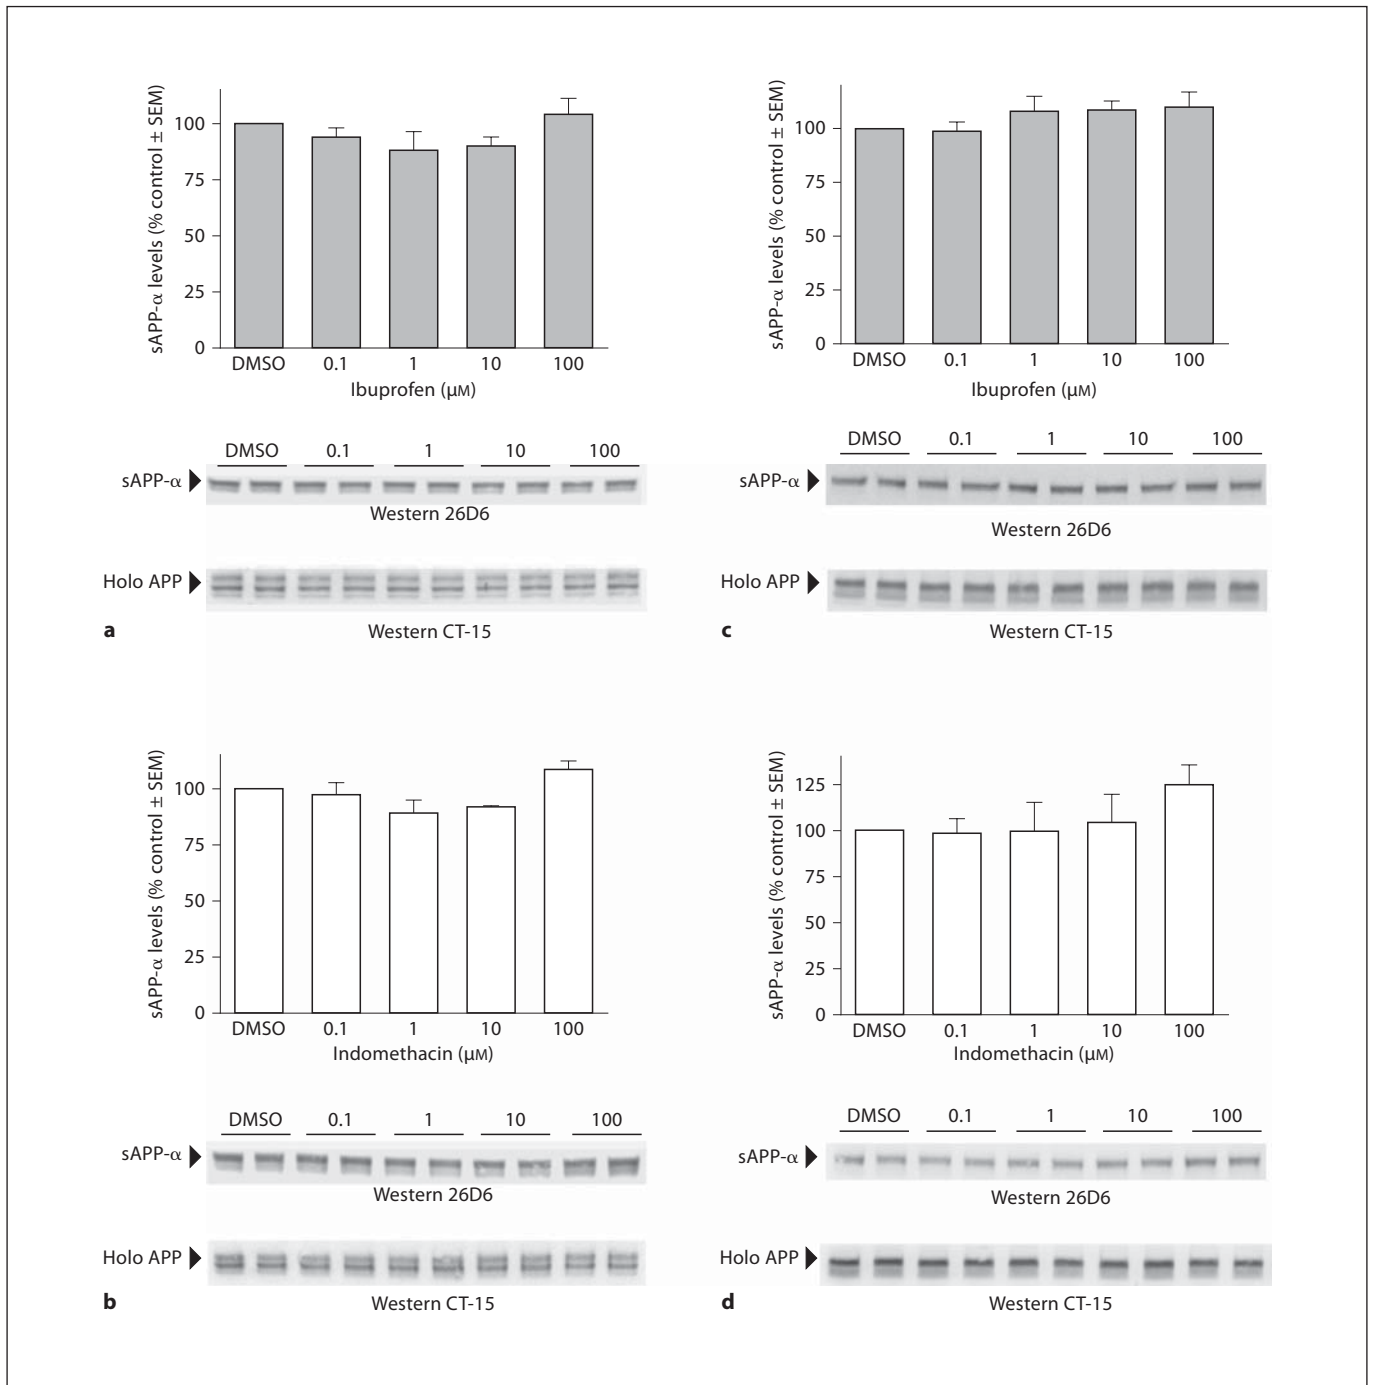 sAPP-α levels (% control ± SEM)
100
75
50
25
0
DMSO 0.1 1 10 100
Ibuprofen (μM)
DMSO 0.1 1 10 100
sAPP-α
Western 26D6
Holo APP
Western CT-15
a
sAPP-α levels (% control ± SEM)
100
75
50
25
0
DMSO 0.1 1 10 100
Indomethacin (μM)
DMSO 0.1 1 10 100
sAPP-α
Western 26D6
Holo APP
Western CT-15
b
sAPP-α levels (% control ± SEM)
100
75
50
25
0
DMSO 0.1 1 10 100
Ibuprofen (μM)
DMSO 0.1 1 10 100
sAPP-α
Western 26D6
Holo APP
Western CT-15
c
sAPP-α levels (% control ± SEM)
125
100
75
50
25
0
DMSO 0.1 1 10 100
Indomethacin (μM)
DMSO 0.1 1 10 100
sAPP-α
Western 26D6
Holo APP
Western CT-15
d